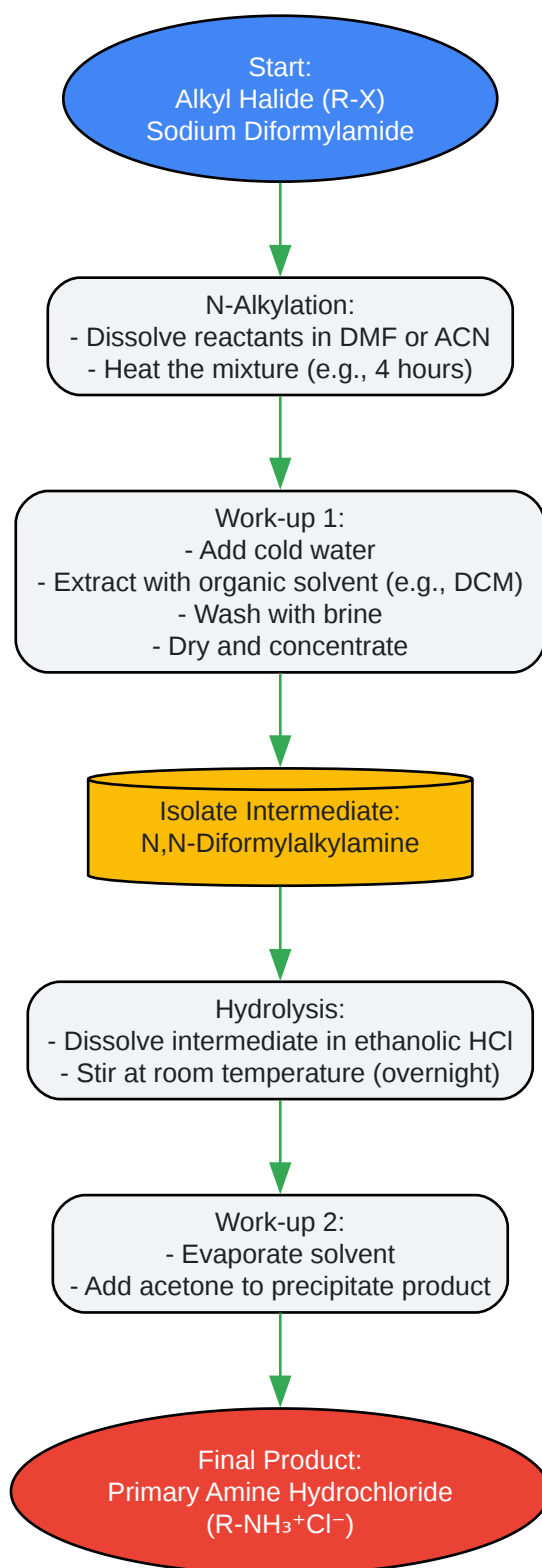 Start:
Alkyl Halide (R-X)
Sodium Diformylamide
N-Alkylation:
- Dissolve reactants in DMF or ACN
- Heat the mixture (e.g., 4 hours)
Work-up 1:
- Add cold water
- Extract with organic solvent (e.g., DCM)
- Wash with brine
- Dry and concentrate
Isolate Intermediate:
N,N-Diformylalkylamine
Hydrolysis:
- Dissolve intermediate in ethanolic HCl
- Stir at room temperature (overnight)
Work-up 2:
- Evaporate solvent
- Add acetone to precipitate product
Final Product:
Primary Amine Hydrochloride
(R-NH₃⁺Cl⁻)